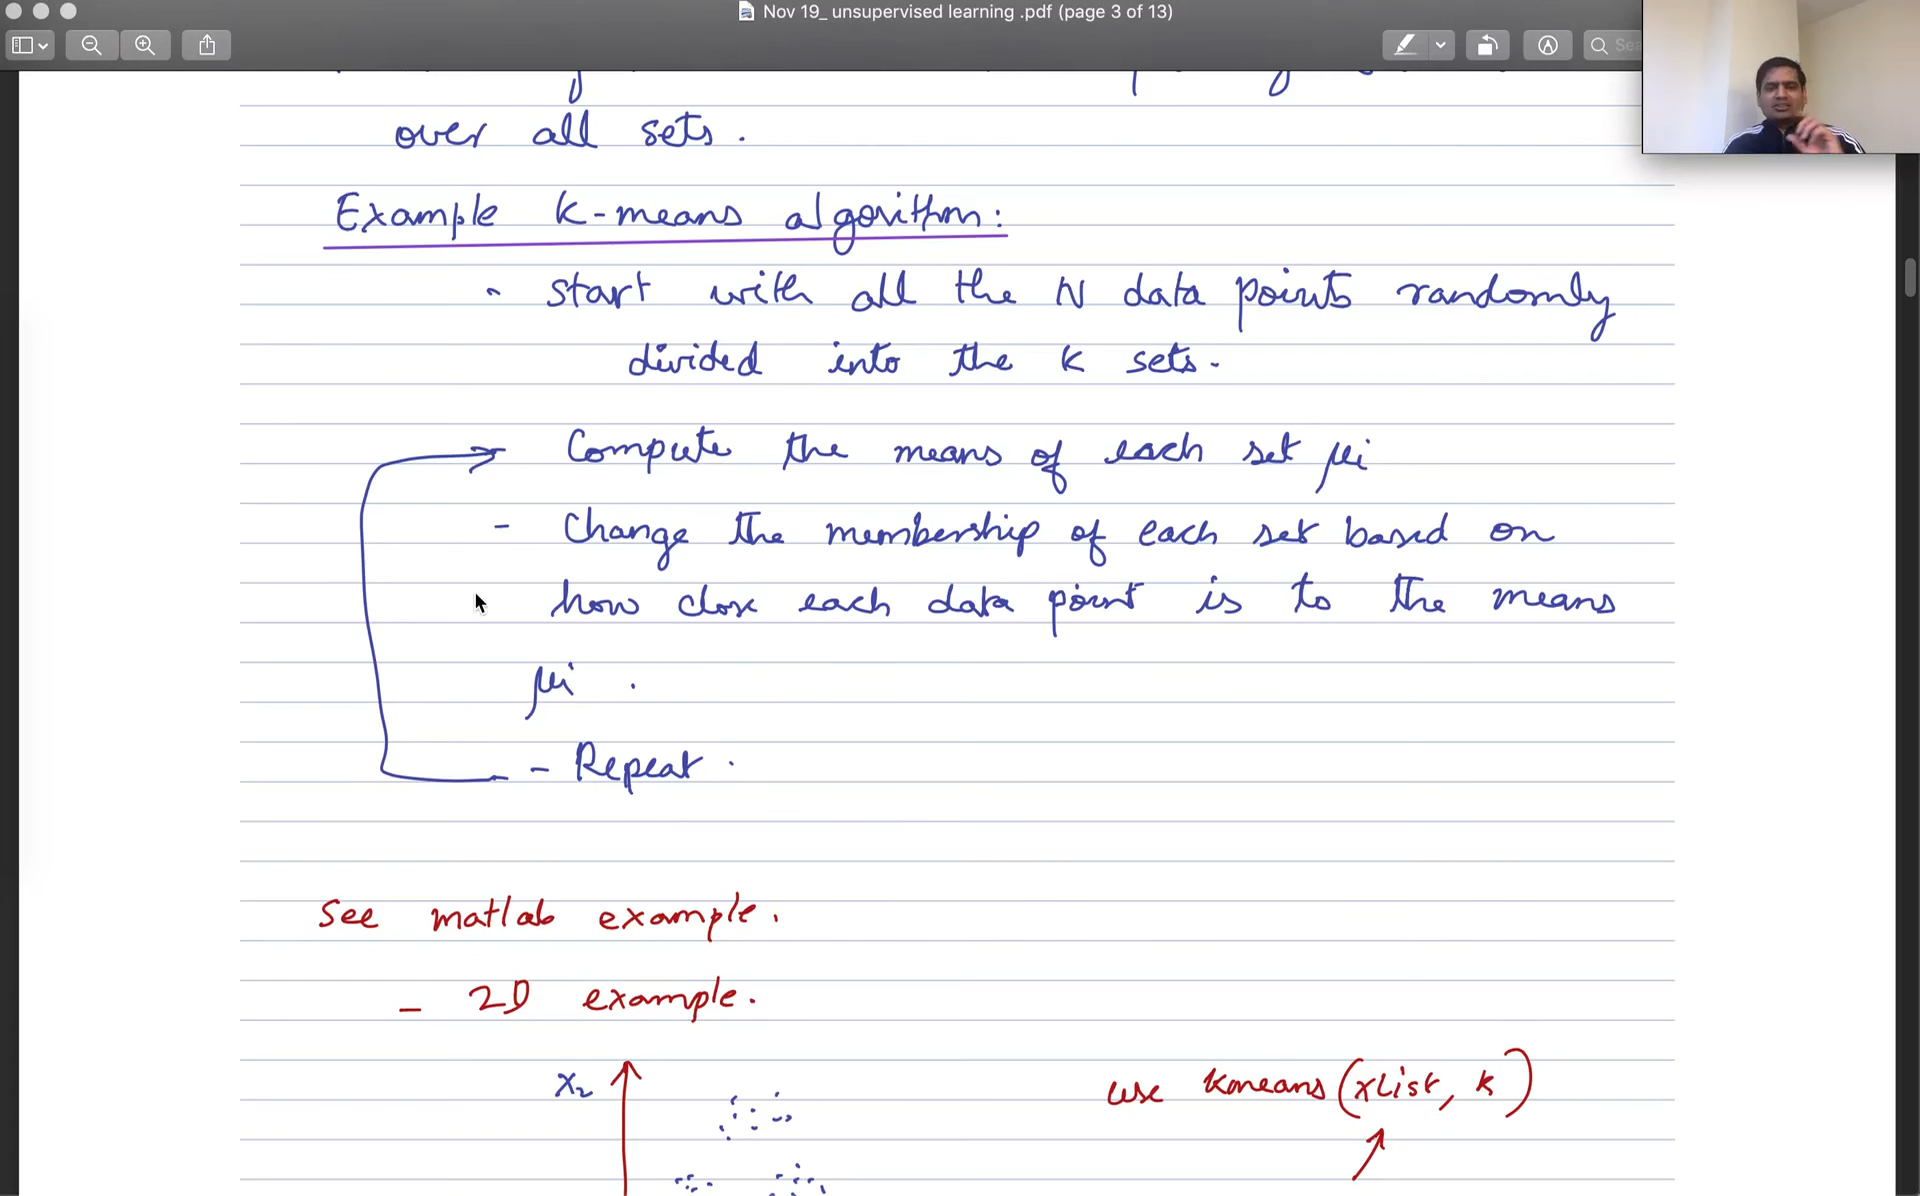 Nov 19_ unsupervised learning .pdf (page 3 of 13)
Sea
over all sets.
Example k-means algorithm:
- start with all the N data points randomly
divided into the k sets.
Compute the means of each set μi
- Change the membership of each set based on
how close each data point is to the means
μi .
- Repeat.
See matlab example.
- 2D example.
x2
use kmeans (xList, k)